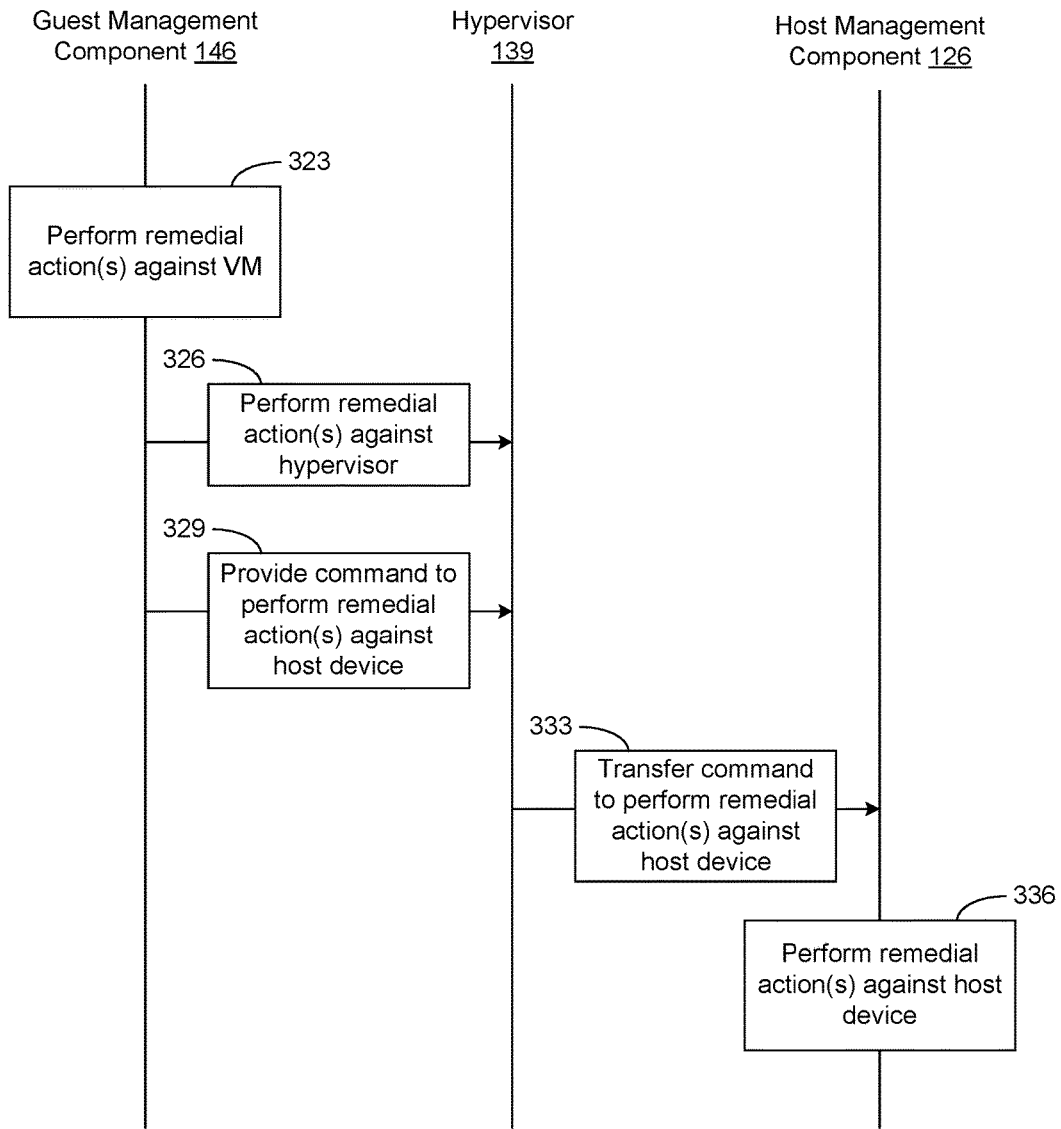 Guest Management
Component 146
Hypervisor
139
Host Management
Component 126
323
Perform remedial
action(s) against VM
326
Perform remedial
action(s) against
hypervisor
329
Provide command to
perform remedial
action(s) against
host device
333
Transfer command
to perform remedial
action(s) against
host device
336
Perform remedial
action(s) against host
device